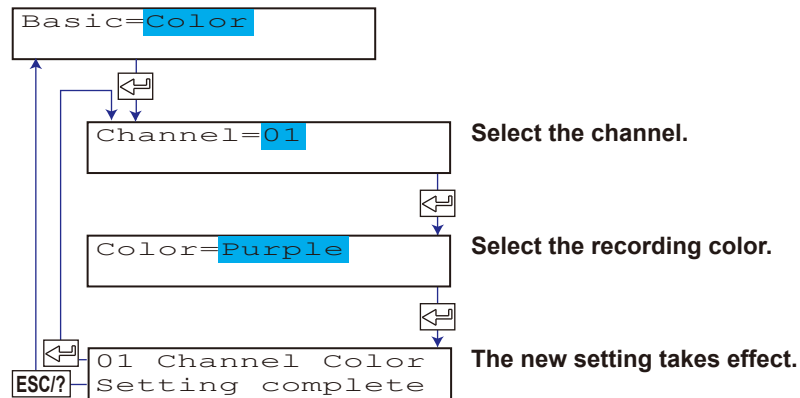 Basic=Color
Channel=01
Select the channel.
Color=Purple
Select the recording color.
01 Channel Color
Setting complete
The new setting takes effect.
ESC/?